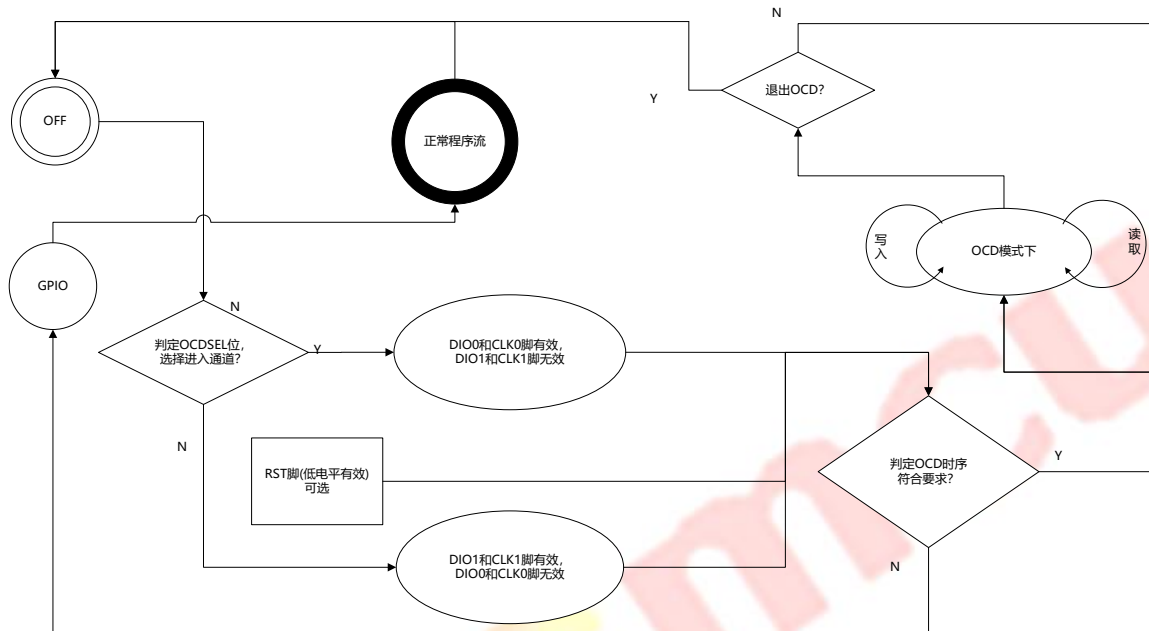 N
退出OCD？
Y
OFF
正常程序流
写
入
OCD模式下
读
取
GPIO
N
判定OCDSEL位，
选择进入通道？
Y
DIO0和CLK0脚有效，
DIO1和CLK1脚无效
N
RST脚(低电平有效)
可选
判定OCD时序
符合要求？
Y
DIO1和CLK1脚有效，
DIO0和CLK0脚无效
N
mcu